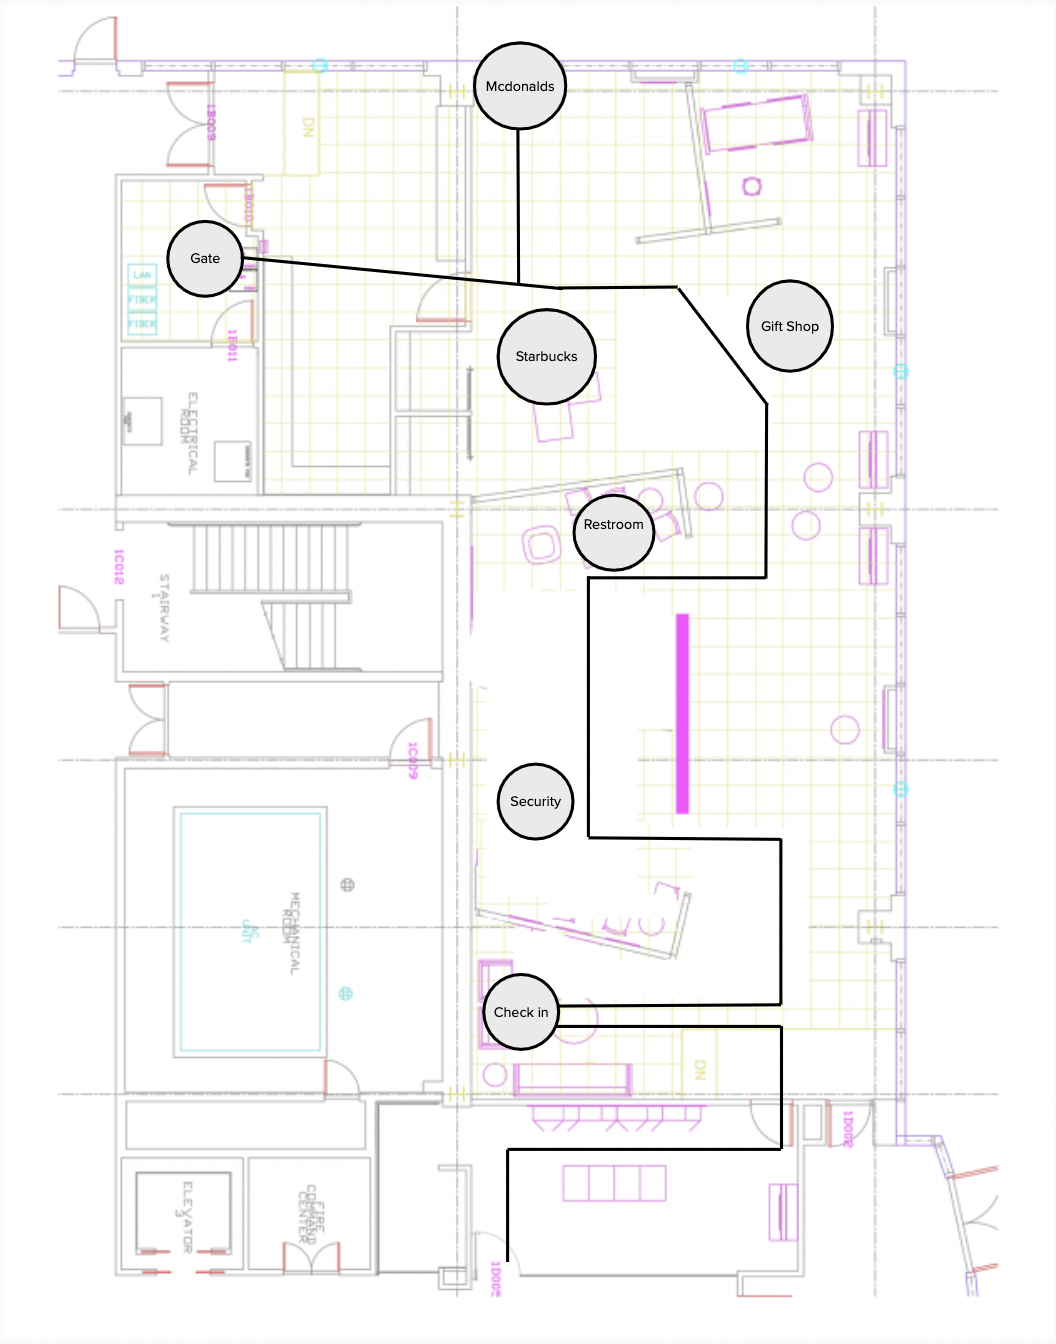 Mcdonalds
1B009
DN
1B010
Gate
LAN
FIBER
FIBER
1B011
Gift Shop
Starbucks
ELECTRICAL
ROOM
Restroom
1C012
STAIRWAY
1
1C009
Security
MECHANICAL
ROOM
AC
UNIT
Check in
DN
1D002
ELEVATOR
3
FIRE
COMMAND
CENTER